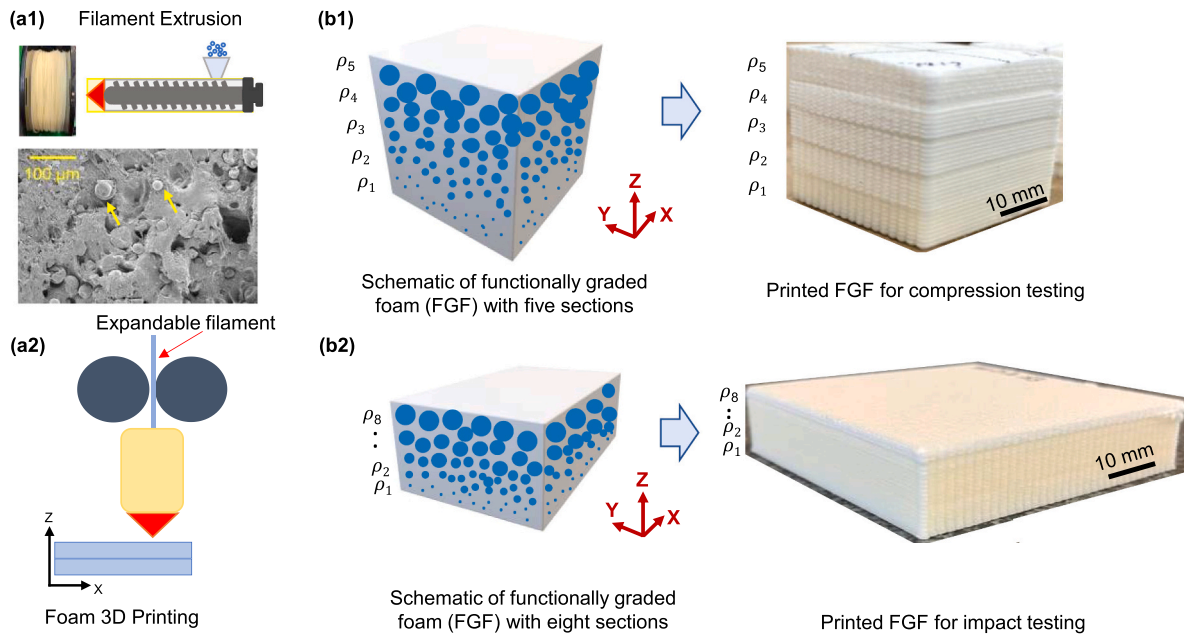 (a1)
Filament Extrusion
100 µm
(a2)
Expandable filament
Z
X
Foam 3D Printing
(b1)
ρ5
ρ4
ρ3
ρ2
ρ1
Z
Y
X
Schematic of functionally graded
foam (FGF) with five sections
ρ5
ρ4
ρ3
ρ2
ρ1
10 mm
Printed FGF for compression testing
(b2)
ρ8
:
ρ2
ρ1
Z
Y
X
Schematic of functionally graded
foam (FGF) with eight sections
ρ8
:
ρ2
ρ1
10 mm
Printed FGF for impact testing